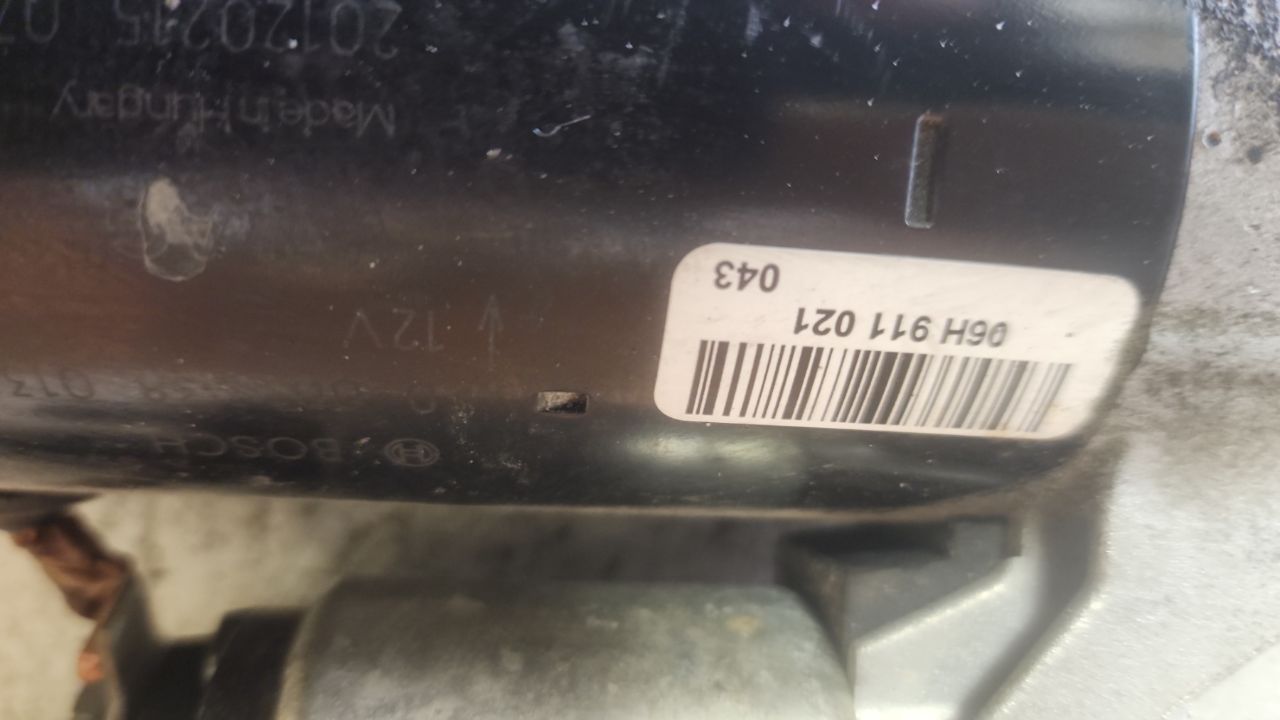 043
06H 911 021
BOSCH
12V
Made in Hungary
20120215